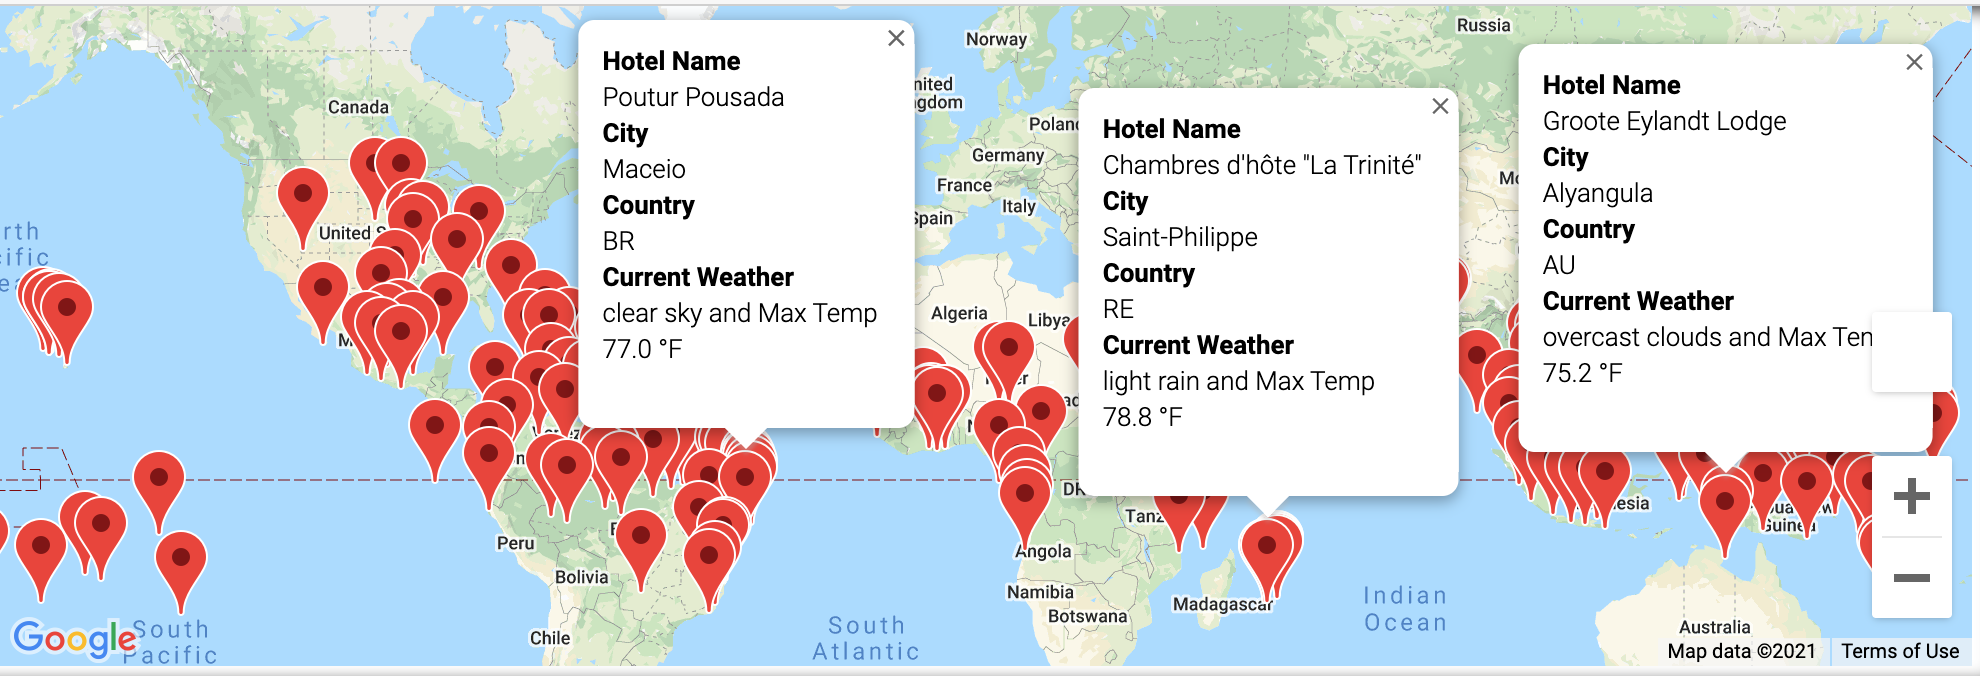 Hotel Name
Poutur Pousada
City
Maceio
Country
BR
Current Weather
clear sky and Max Temp
77.0 °F
Hotel Name
Chambres d'hôte "La Trinité"
City
Saint-Philippe
Country
RE
Current Weather
light rain and Max Temp
78.8 °F
Hotel Name
Groote Eylandt Lodge
City
Alyangula
Country
AU
Current Weather
overcast clouds and Max Ten
75.2 °F
Norway
Russia
Canada
nited
gdom
Polan
Germany
France
Italy
Spain
United S
rth
cific
Algeria
Libya
Peru
Bolivia
Chile
DR
Tanz
Angola
Namibia
Botswana
Madagascar
nesia
Guinea
Australia
Indian
Ocean
South
Atlantic
South
Pacific
Google
Map data ©2021
Terms of Use